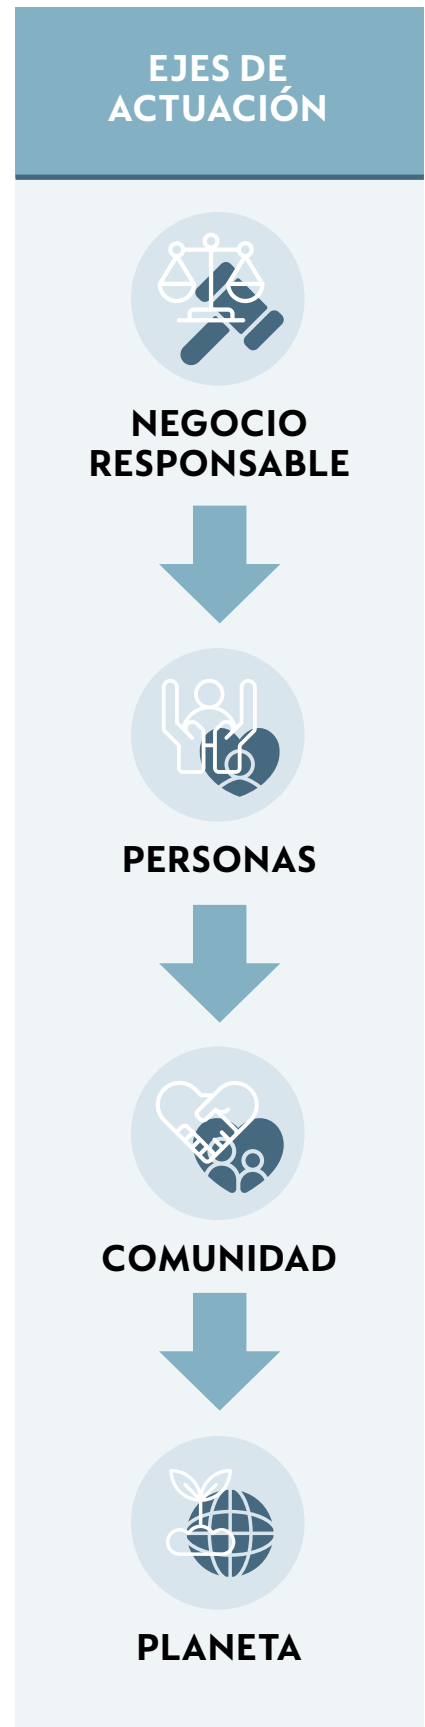 EJES DE
ACTUACIÓN
NEGOCIO
RESPONSABLE
PERSONAS
COMUNIDAD
PLANETA